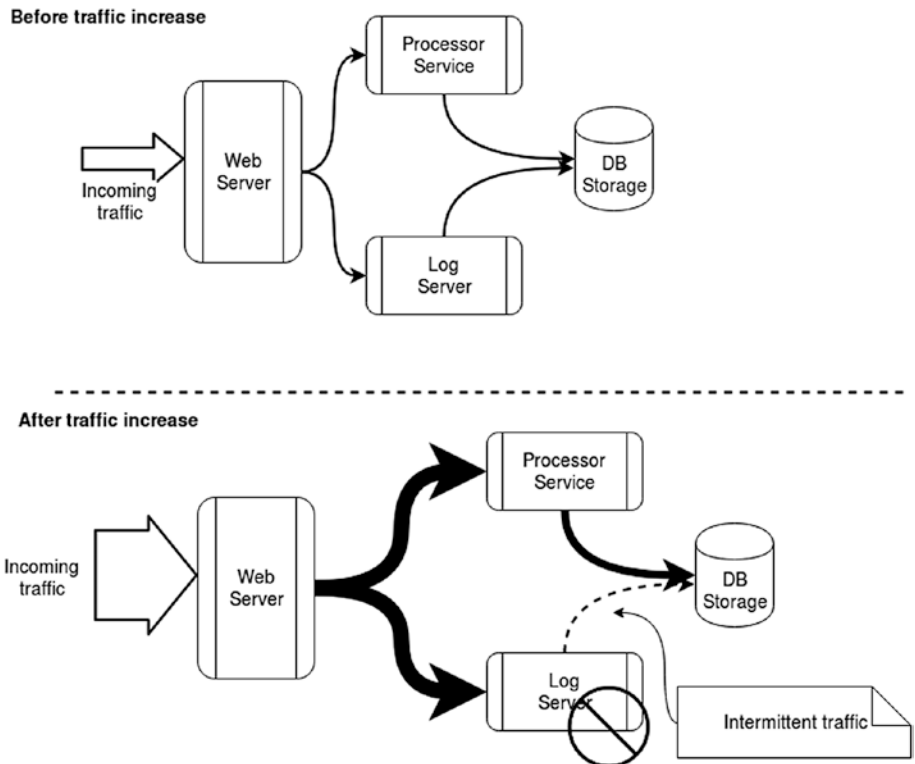 Before traffic increase
Processor
Service
Web
Server
Incoming
traffic
DB
Storage
Log
Server
After traffic increase
Processor
Service
Incoming
traffic
Web
Server
DB
Storage
Log
Server
Intermittent traffic